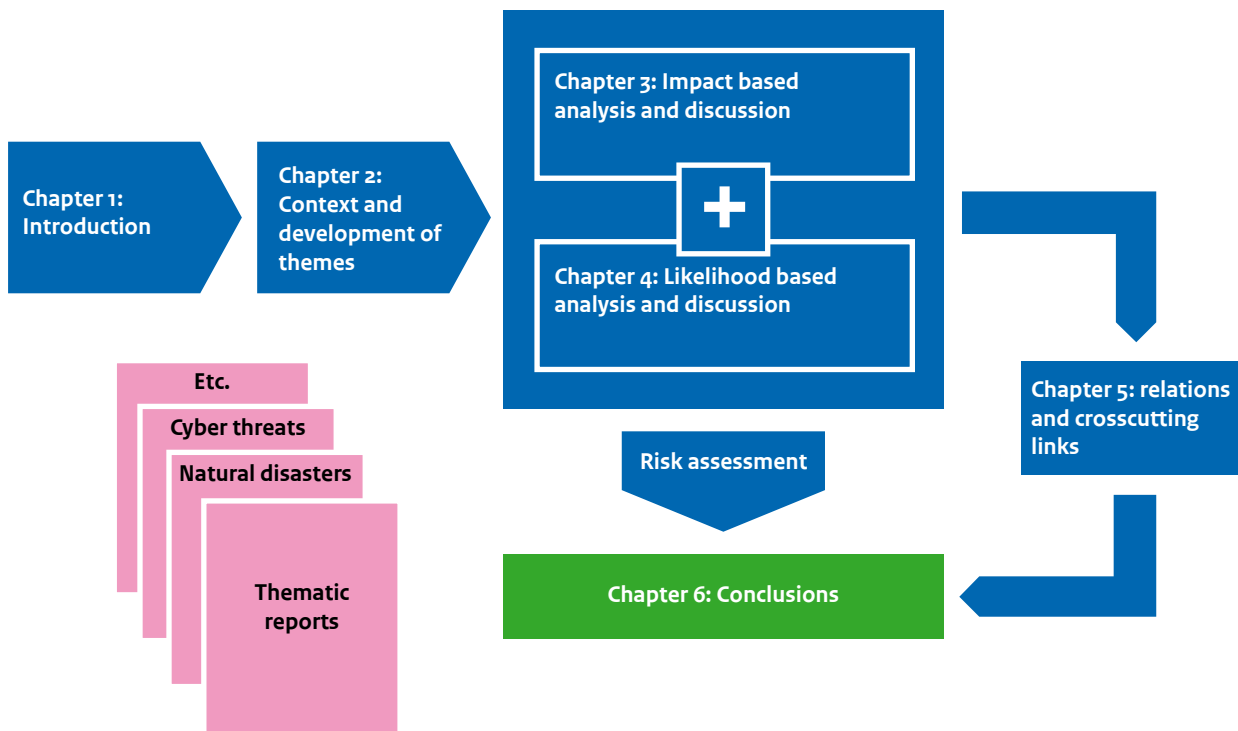 Chapter 1:
Introduction
Chapter 2:
Context and
development of
themes
Chapter 3: Impact based
analysis and discussion
+
Chapter 4: Likelihood based
analysis and discussion
Chapter 5: relations
and crosscutting
links
Risk assessment
Chapter 6: Conclusions
Etc.
Cyber threats
Natural disasters
Thematic
reports